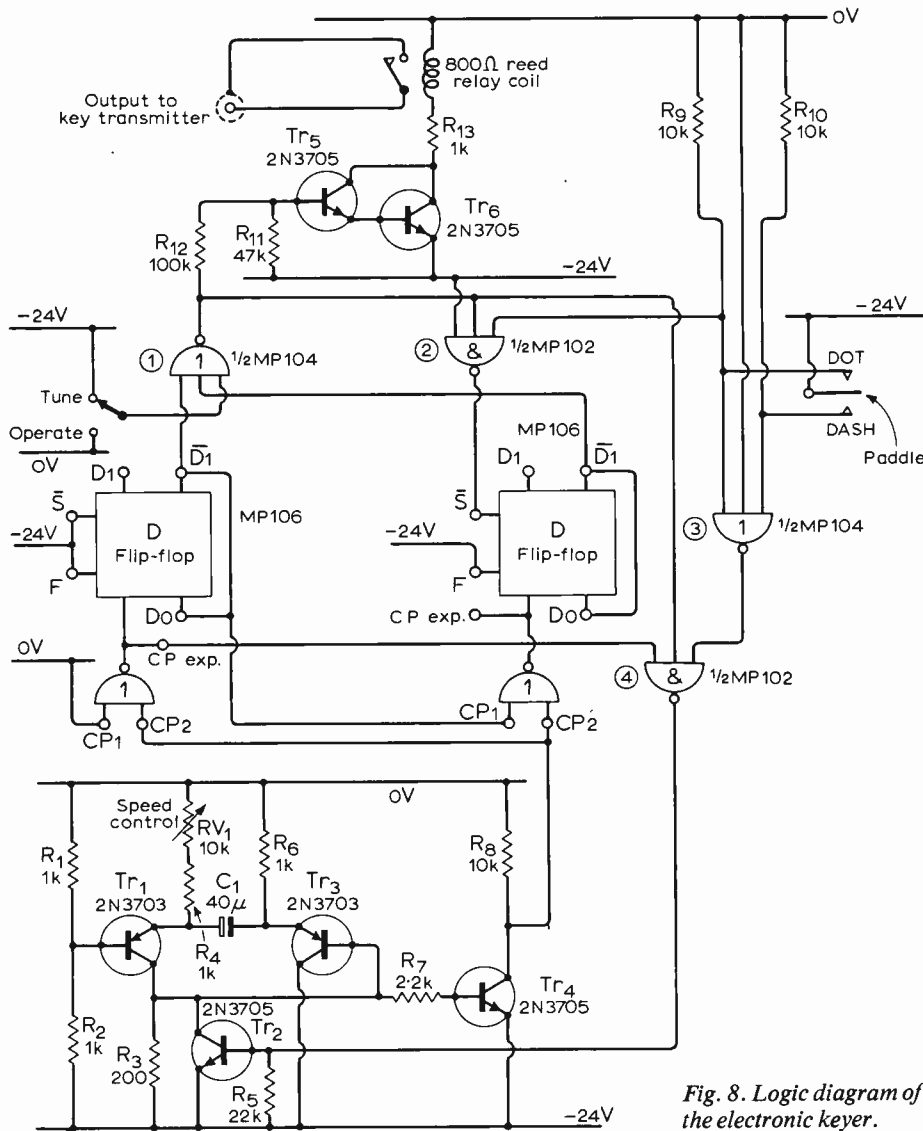 0V
800Ω reed
relay coil
Output to
key transmitter
R13
1k
R9
10k
R10
10k
Tr5
2N3705
Tr6
2N3705
R12
100k
R11
47k
-24V
-24V
-24V
1
1
½MP104
2
&
½MP102
DOT
Tune
DASH
Operate
Paddle
0V
D1
D̅1
MP106
D1
MP106
D̅1
S̅
D
Flip-flop
-24V
F
D0
S̅
D
Flip-flop
-24V
F
D0
3
1
½MP104
CP exp.
CP exp.
0V
1
CP1
CP2
1
CP1
CP2
4
&
½MP102
0V
Speed
control
RV1
10k
R1
1k
R6
1k
R8
10k
Tr1
2N3703
C1
40μ
Tr3
2N3703
R4
1k
R7
2·2k
Tr4
2N3705
R2
1k
R3
200
2N3705
Tr2
R5
22k
-24V
Fig. 8. Logic diagram of
the electronic keyer.